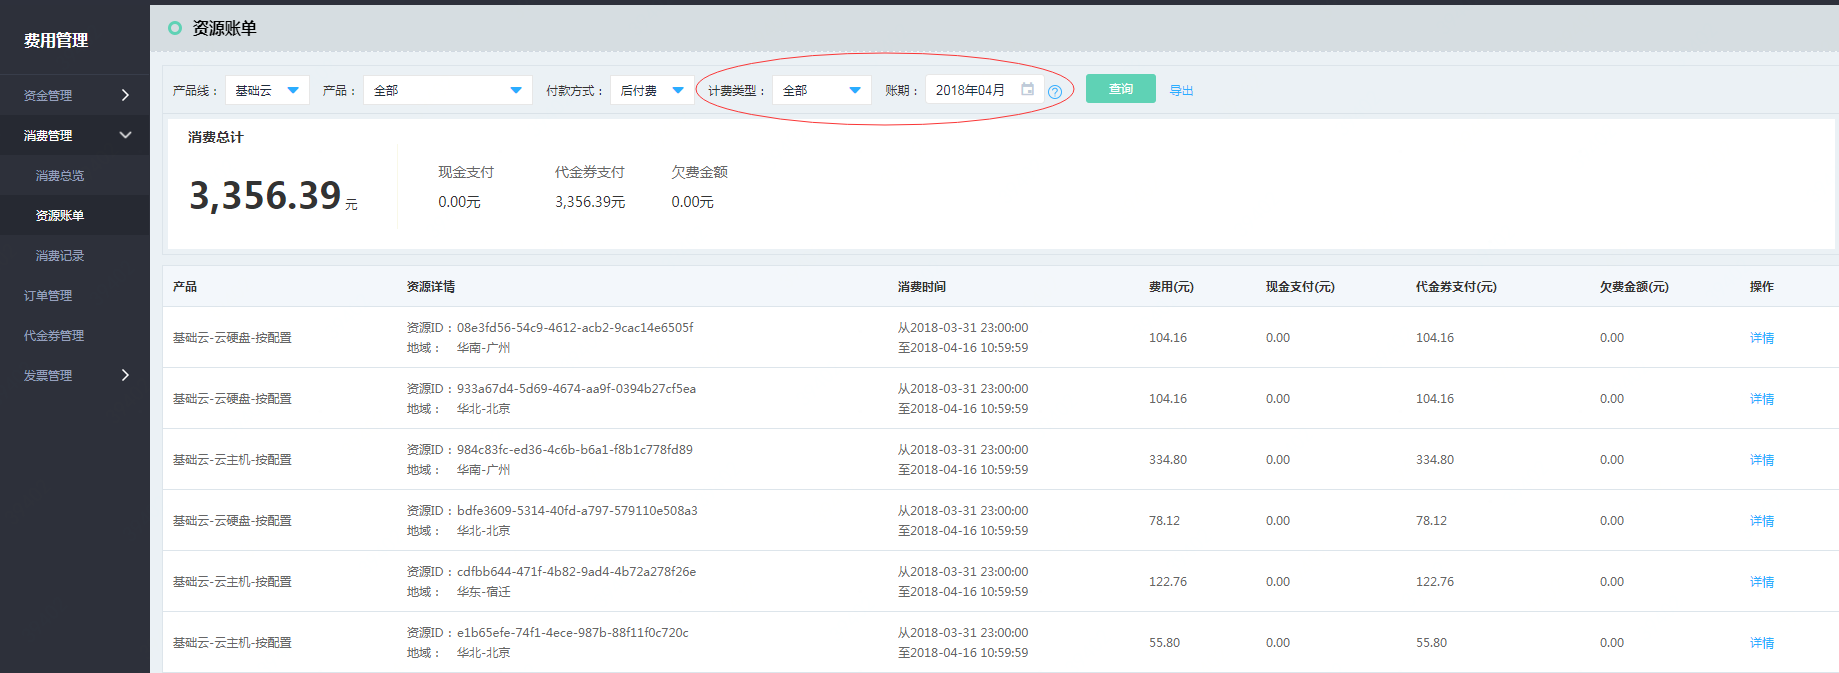 费用管理
资金管理
消费管理
消费总览
资源账单
消费记录
订单管理
代金券管理
发票管理
资源账单
产品线： 基础云 产品： 全部 付款方式： 后付费 计费类型： 全部 账期： 2018年04月 ? 查询 导出
消费总计
3,356.39 元
现金支付 代金券支付 欠费金额
0.00元 3,356.39元 0.00元
产品 资源详情 消费时间 费用(元) 现金支付(元) 代金券支付(元) 欠费金额(元) 操作
基础云-云硬盘-按配置 资源ID：08e3fd56-54c9-4612-acb2-9cac14e6505f 从2018-03-31 23:00:00 104.16 0.00 104.16 0.00 详情
地域： 华南-广州 至2018-04-16 10:59:59
基础云-云硬盘-按配置 资源ID：933a67d4-5d69-4674-aa9f-0394b27cf5ea 从2018-03-31 23:00:00 104.16 0.00 104.16 0.00 详情
地域： 华北-北京 至2018-04-16 10:59:59
基础云-云主机-按配置 资源ID：984c83fc-ed36-4c6b-b6a1-f8b1c778fd89 从2018-03-31 23:00:00 334.80 0.00 334.80 0.00 详情
地域： 华南-广州 至2018-04-16 10:59:59
基础云-云硬盘-按配置 资源ID：bdfe3609-5314-40fd-a797-579110e508a3 从2018-03-31 23:00:00 78.12 0.00 78.12 0.00 详情
地域： 华北-北京 至2018-04-16 10:59:59
基础云-云主机-按配置 资源ID：cdfbb644-471f-4b82-9ad4-4b72a278f26e 从2018-03-31 23:00:00 122.76 0.00 122.76 0.00 详情
地域： 华东-宿迁 至2018-04-16 10:59:59
基础云-云主机-按配置 资源ID：e1b65efe-74f1-4ece-987b-88f11f0c720c 从2018-03-31 23:00:00 55.80 0.00 55.80 0.00 详情
地域： 华北-北京 至2018-04-16 10:59:59